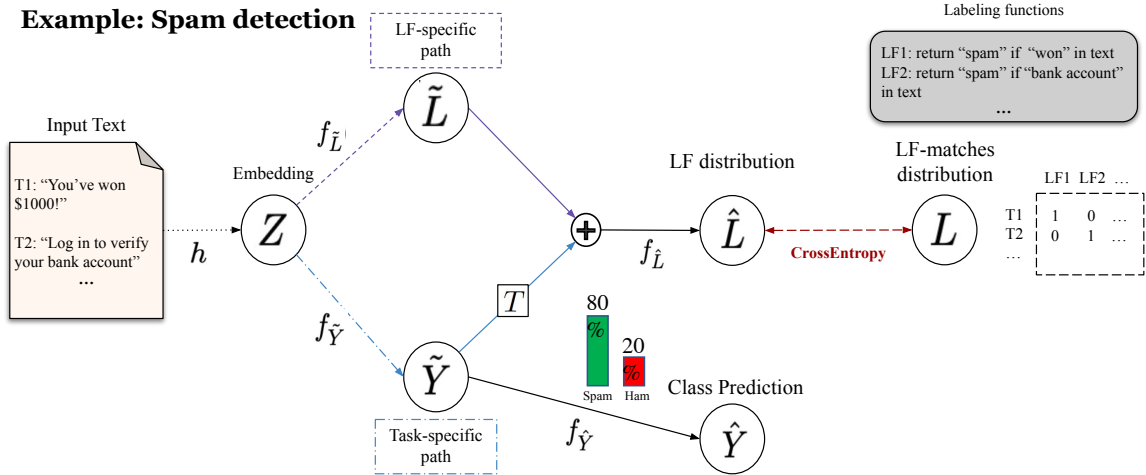 Example: Spam detection
Labeling functions
LF1: return “spam” if “won” in text
LF2: return “spam” if “bank account”
in text
...
LF-specific
path
L̃
Input Text
T1: “You’ve won
$1000!”
T2: “Log in to verify
your bank account”
...
h
Embedding
Z
f_L̃
f_Ỹ
+
T
f_L̂
LF distribution
L̂
CrossEntropy
LF-matches
distribution
L
LF1 LF2 ...
T1 1 0 ...
T2 0 1 ...
...
80
%
20
%
Spam Ham
Ỹ
Task-specific
path
f_Ŷ
Class Prediction
Ŷ